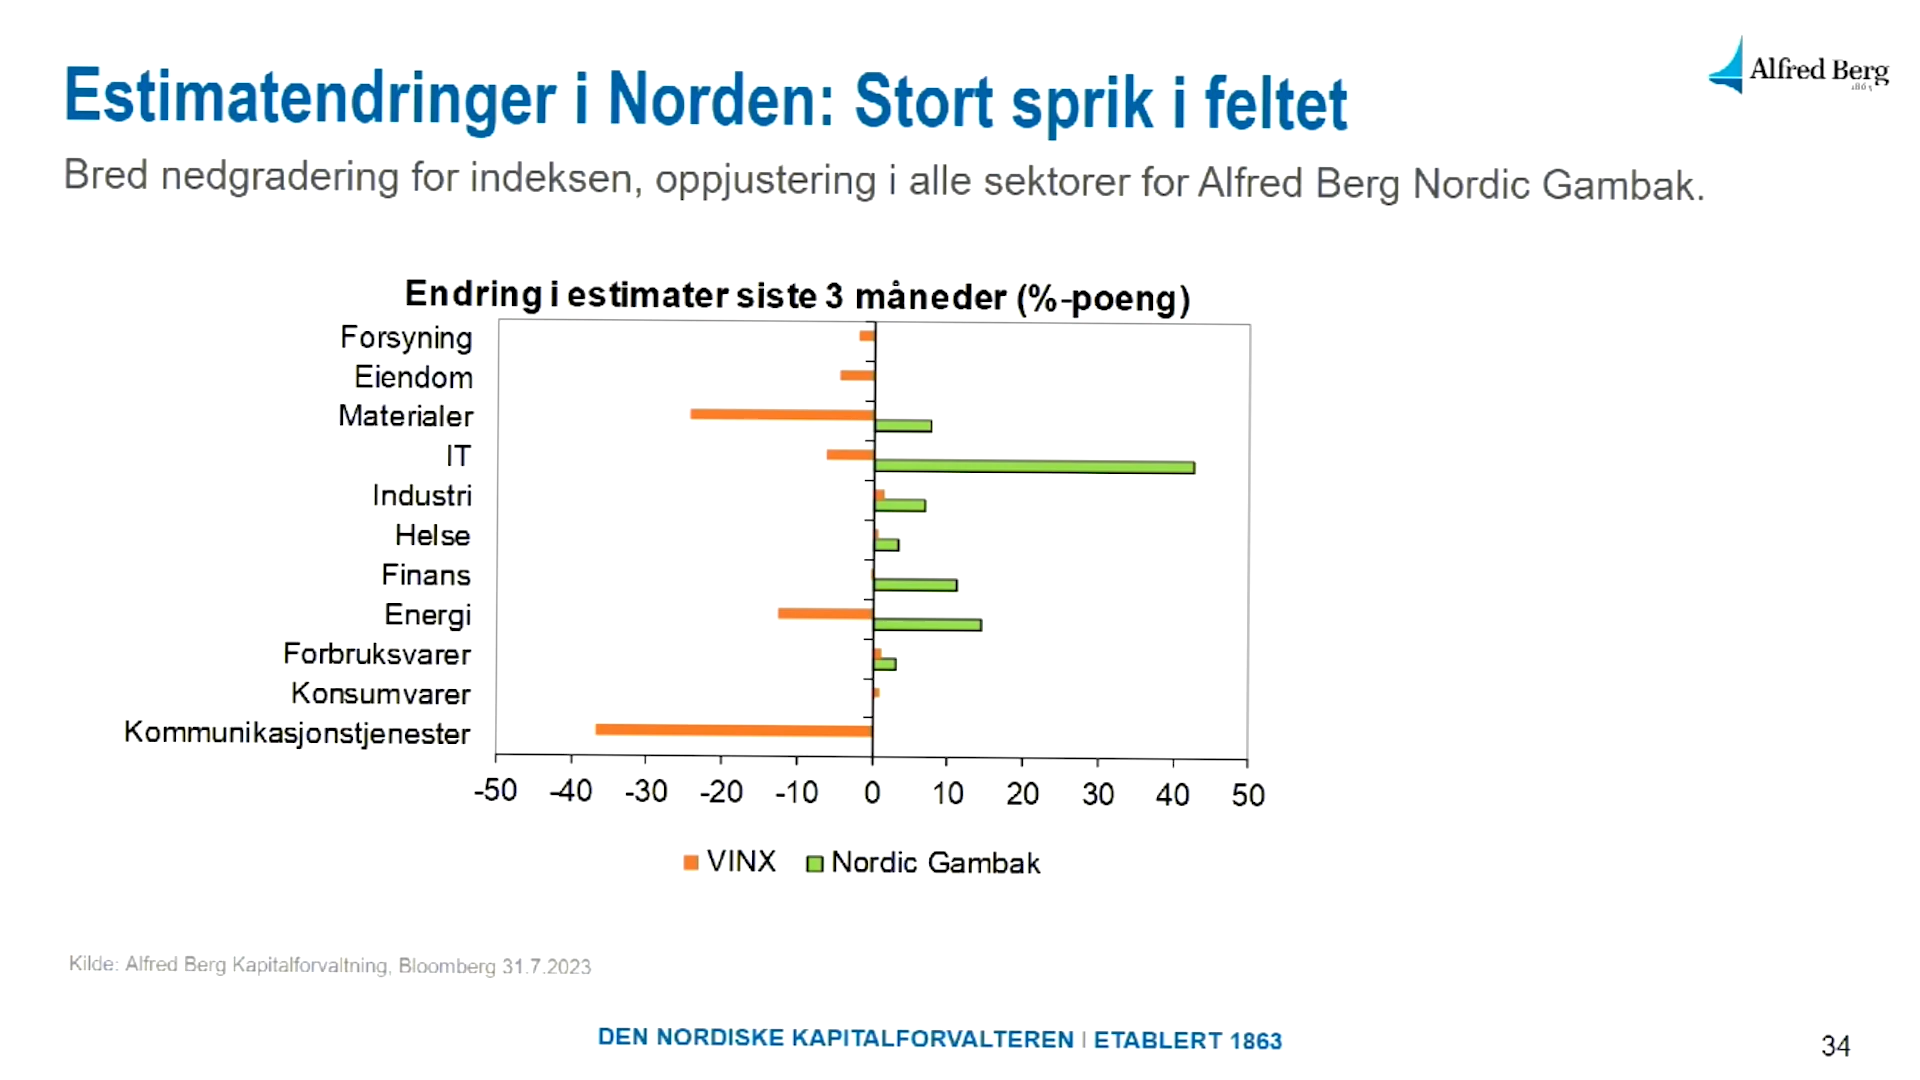 Alfred Berg
1863
Estimatendringer i Norden: Stort sprik i feltet
Bred nedgradering for indeksen, oppjustering i alle sektorer for Alfred Berg Nordic Gambak.
Endring i estimater siste 3 måneder (%-poeng)
Forsyning
Eiendom
Materialer
IT
Industri
Helse
Finans
Energi
Forbruksvarer
Konsumvarer
Kommunikasjonstjenester
-50 -40 -30 -20 -10 0 10 20 30 40 50
VINX Nordic Gambak
Kilde: Alfred Berg Kapitalforvaltning, Bloomberg 31.7.2023
DEN NORDISKE KAPITALFORVALTEREN | ETABLERT 1863
34